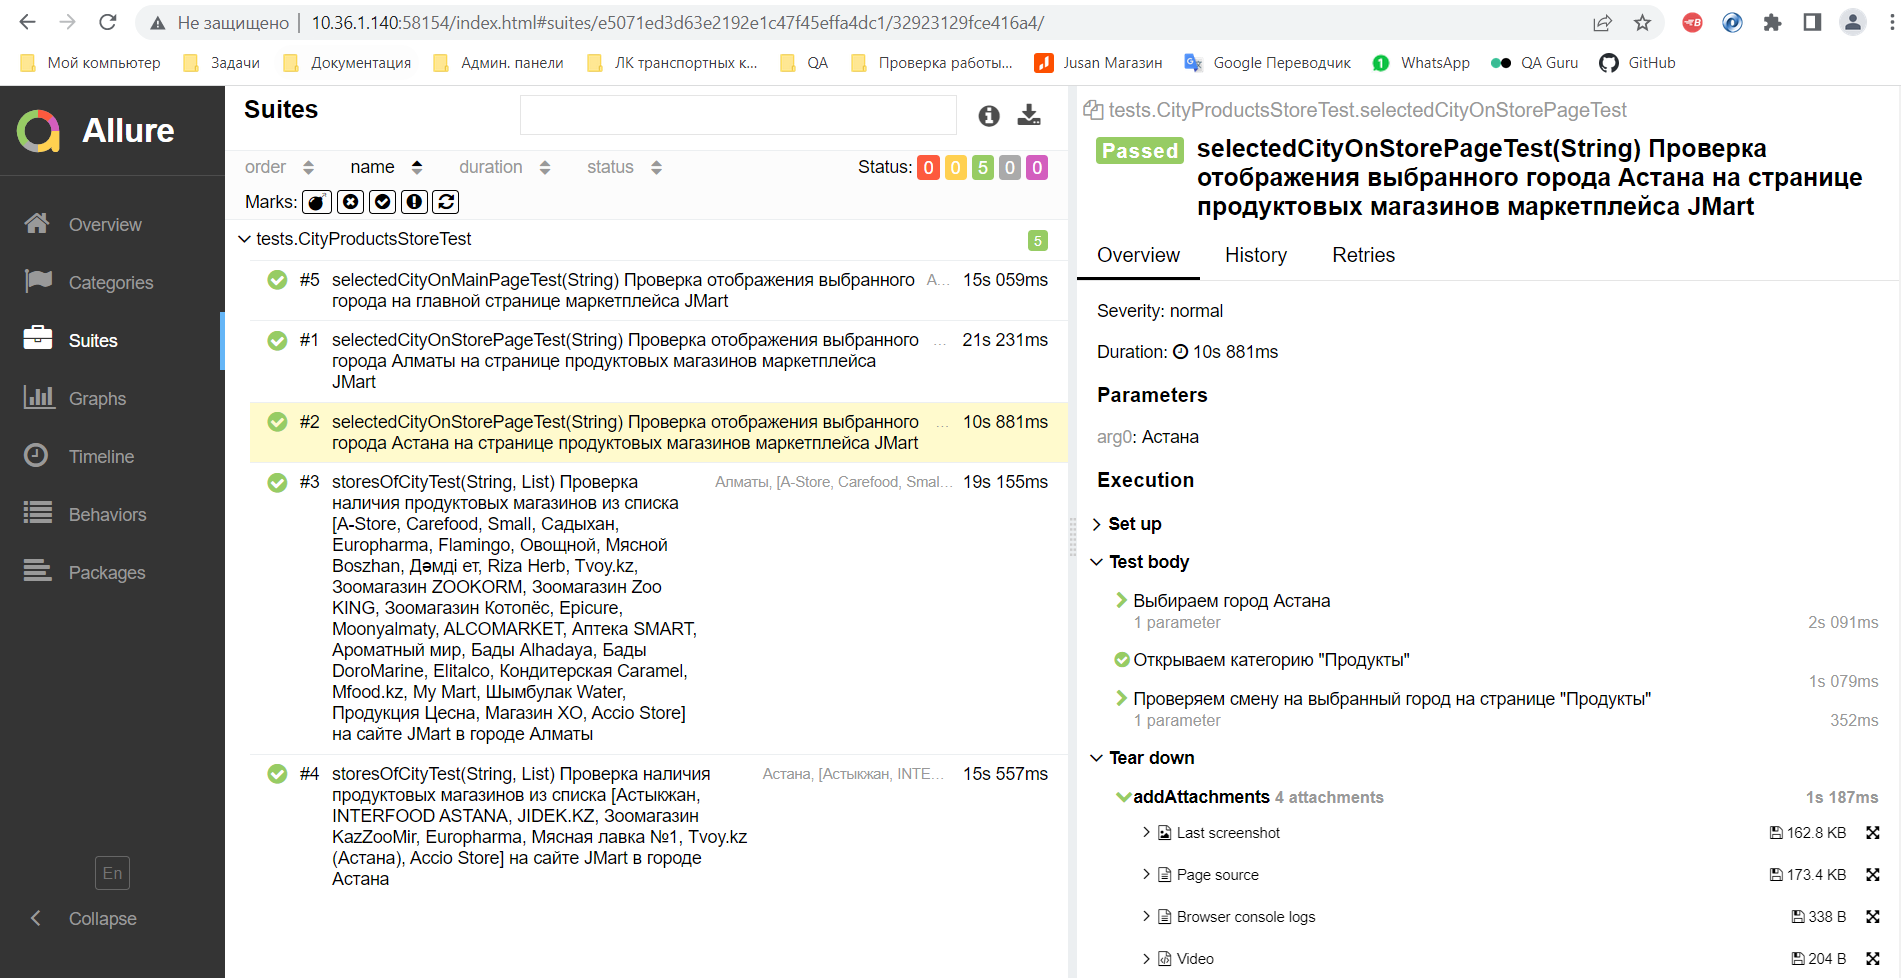 Не защищено | 10.36.1.140:58154/index.html#suites/e5071ed3d63e2192e1c47f45effa4dc1/32923129fce416a4/
Мой компьютер Задачи Документация Админ. панели ЛК транспортных к... QA Проверка работы... Jusan Магазин Google Переводчик WhatsApp QA Guru GitHub
Allure
Overview
Categories
Suites
Graphs
Timeline
Behaviors
Packages
En
Collapse
Suites
order name duration status Status: 0 0 5 0 0
Marks:
tests.CityProductsStoreTest 5
#5 selectedCityOnMainPageTest(String) Проверка отображения выбранного А... 15s 059ms
города на главной странице маркетплейса JMart
#1 selectedCityOnStorePageTest(String) Проверка отображения выбранного ... 21s 231ms
города Алматы на странице продуктовых магазинов маркетплейса
JMart
#2 selectedCityOnStorePageTest(String) Проверка отображения выбранного ... 10s 881ms
города Астана на странице продуктовых магазинов маркетплейса JMart
#3 storesOfCityTest(String, List) Проверка Алматы, [A-Store, Carefood, Smal... 19s 155ms
наличия продуктовых магазинов из списка
[A-Store, Carefood, Small, Садыхан,
Europharma, Flamingo, Овощной, Мясной
Boszhan, Дәмді ет, Riza Herb, Tvoy.kz,
Зоомагазин ZOOKORM, Зоомагазин Zoo
KING, Зоомагазин Котопёс, Epicure,
Moonyalmaty, ALCOMARKET, Аптека SMART,
Ароматный мир, Бады Alhadaya, Бады
DoroMarine, Elitalco, Кондитерская Caramel,
Mfood.kz, My Mart, Шымбулак Water,
Продукция Цесна, Магазин ХО, Accio Store]
на сайте JMart в городе Алматы
#4 storesOfCityTest(String, List) Проверка наличия Астана, [Астыкжан, INTE... 15s 557ms
продуктовых магазинов из списка [Астыкжан,
INTERFOOD ASTANA, JIDEK.KZ, Зоомагазин
KazZooMir, Europharma, Мясная лавка №1, Tvoy.kz
(Астана), Accio Store] на сайте JMart в городе
Астана
tests.CityProductsStoreTest.selectedCityOnStorePageTest
Passed selectedCityOnStorePageTest(String) Проверка
отображения выбранного города Астана на странице
продуктовых магазинов маркетплейса JMart
Overview History Retries
Severity: normal
Duration: 10s 881ms
Parameters
arg0: Астана
Execution
Set up
Test body
Выбираем город Астана
1 parameter 2s 091ms
Открываем категорию "Продукты"
1s 079ms
Проверяем смену на выбранный город на странице "Продукты"
1 parameter 352ms
Tear down
addAttachments 4 attachments 1s 187ms
Last screenshot 162.8 KB
Page source 173.4 KB
Browser console logs 338 B
Video 204 B